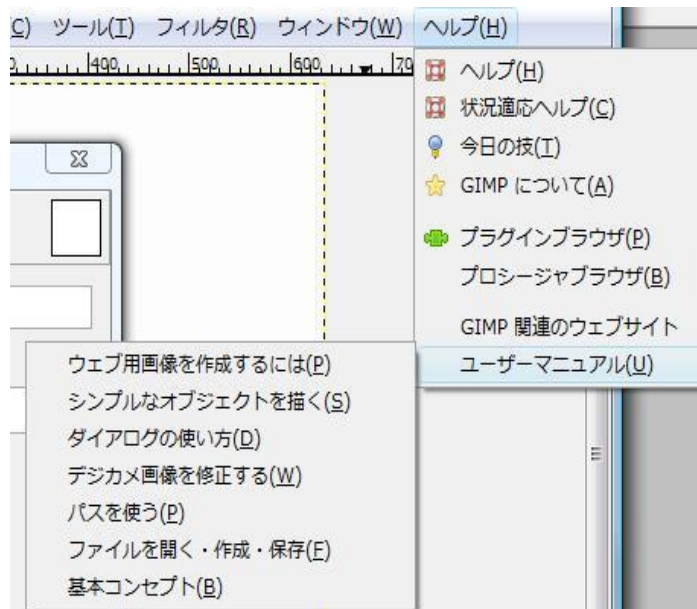 C) ツール(T) フィルタ(R) ウィンドウ(W) ヘルプ(H)
400 500 600 70
ヘルプ(H)
状況適応ヘルプ(C)
今日の技(T)
GIMP について(A)
プラグインブラウザ(P)
プロシージャブラウザ(B)
GIMP 関連のウェブサイト
ユーザーマニュアル(U)
ウェブ用画像を作成するには(P)
シンプルなオブジェクトを描く(S)
ダイアログの使い方(D)
デジカメ画像を修正する(W)
パスを使う(P)
ファイルを開く・作成・保存(F)
基本コンセプト(B)